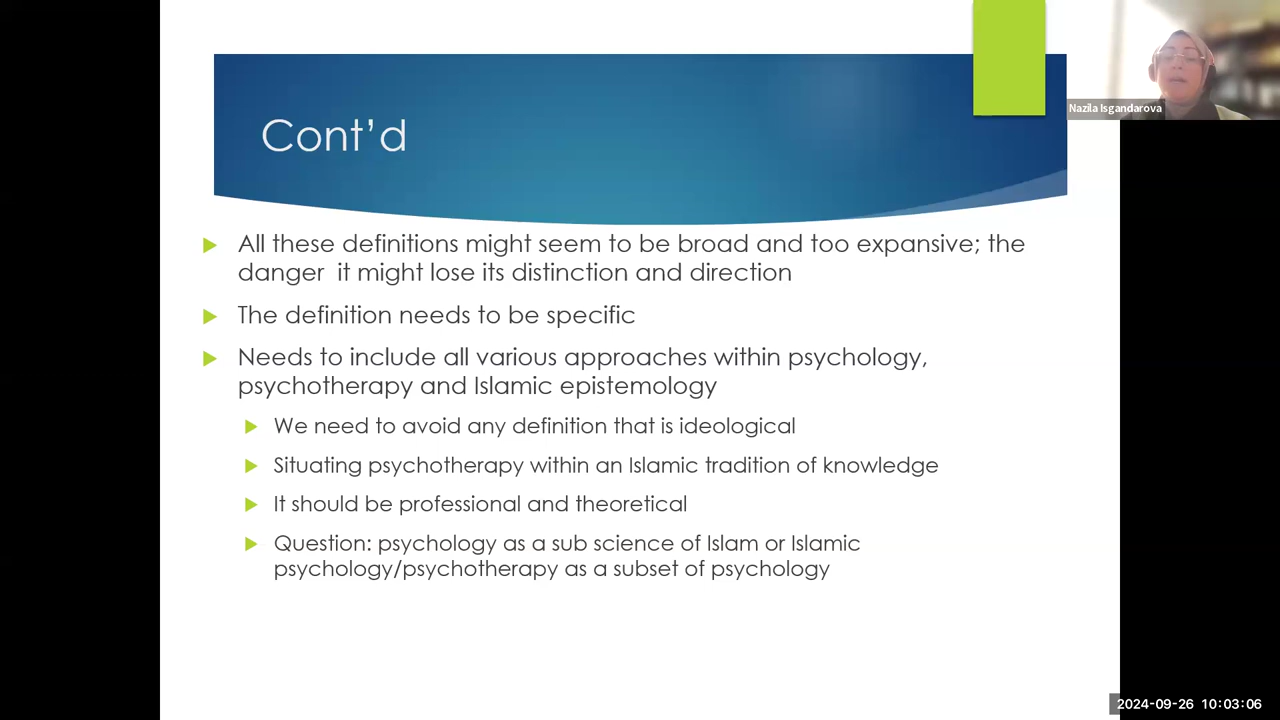 Cont'd
Nazila Isgandarova
All these definitions might seem to be broad and too expansive; the
danger it might lose its distinction and direction
The definition needs to be specific
Needs to include all various approaches within psychology,
psychotherapy and Islamic epistemology
We need to avoid any definition that is ideological
Situating psychotherapy within an Islamic tradition of knowledge
It should be professional and theoretical
Question: psychology as a sub science of Islam or Islamic
psychology/psychotherapy as a subset of psychology
2024-09-26 10:03:06